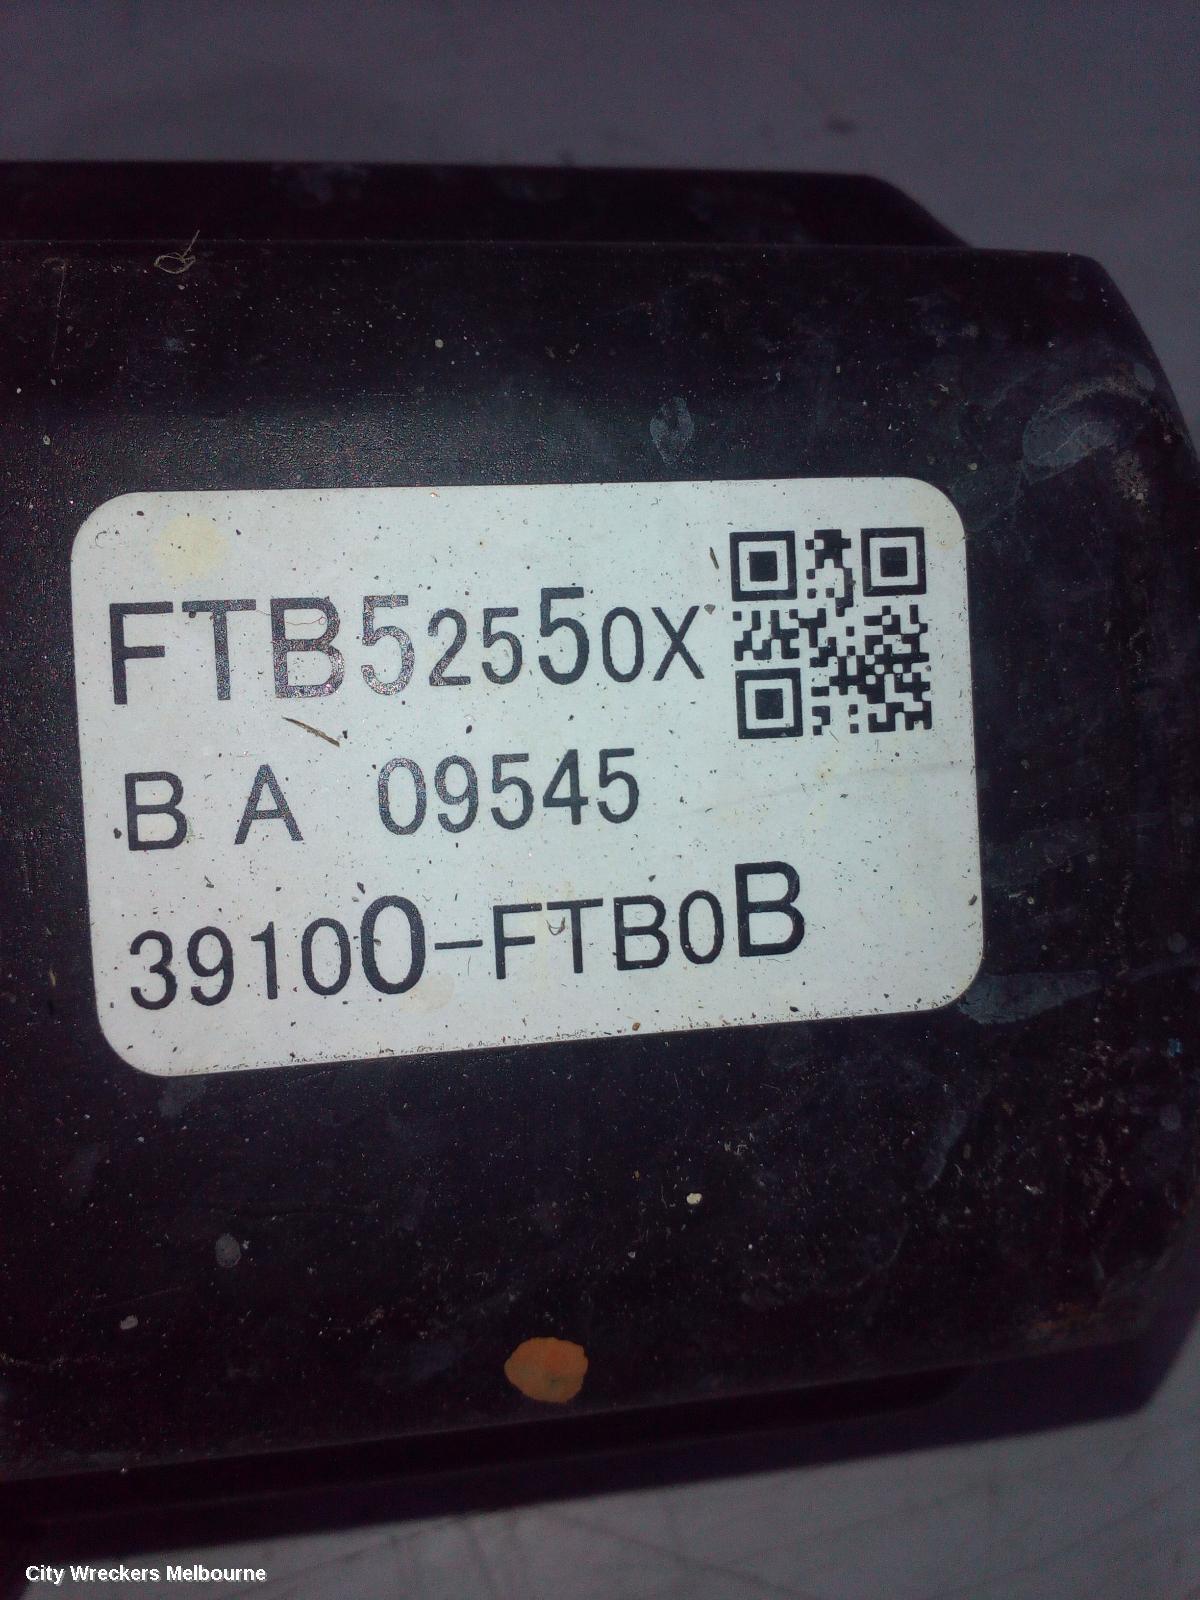 FTB52550X
B A 09545
39100-FTB0B
City Wreckers Melbourne